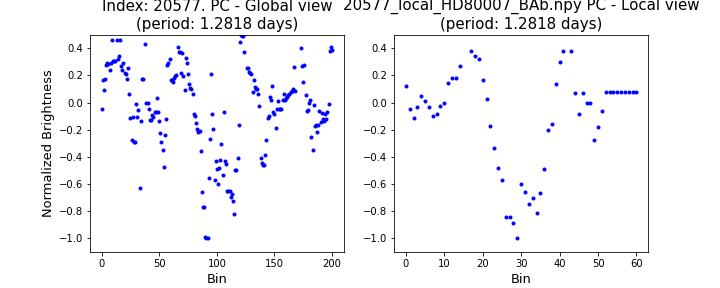 Index: 20577. PC - Global view
(period: 1.2818 days)
20577_local_HD80007_BAb.npy PC - Local view
(period: 1.2818 days)
Normalized Brightness
0.4
0.2
0.0
−0.2
−0.4
−0.6
−0.8
−1.0
0 50 100 150 200
Bin
0.4
0.2
0.0
−0.2
−0.4
−0.6
−0.8
−1.0
0 10 20 30 40 50 60
Bin